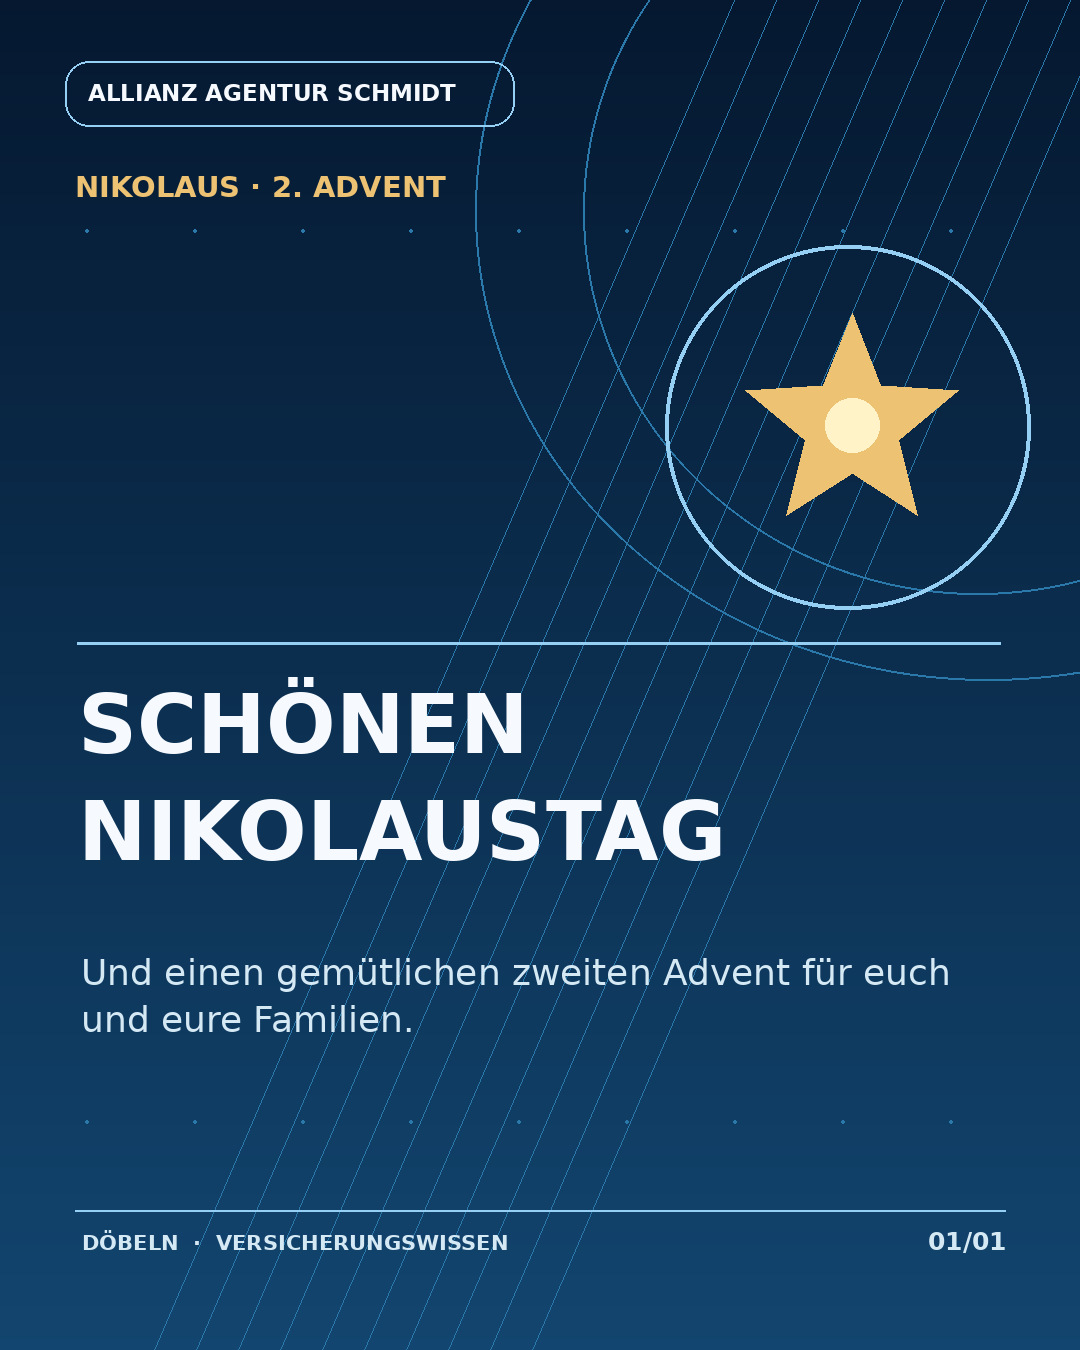 ALLIANZ AGENTUR SCHMIDT
NIKOLAUS · 2. ADVENT
SCHÖNEN
NIKOLAUSTAG
Und einen gemütlichen zweiten Advent für euch
und eure Familien.
DÖBELN · VERSICHERUNGSWISSEN
01/01